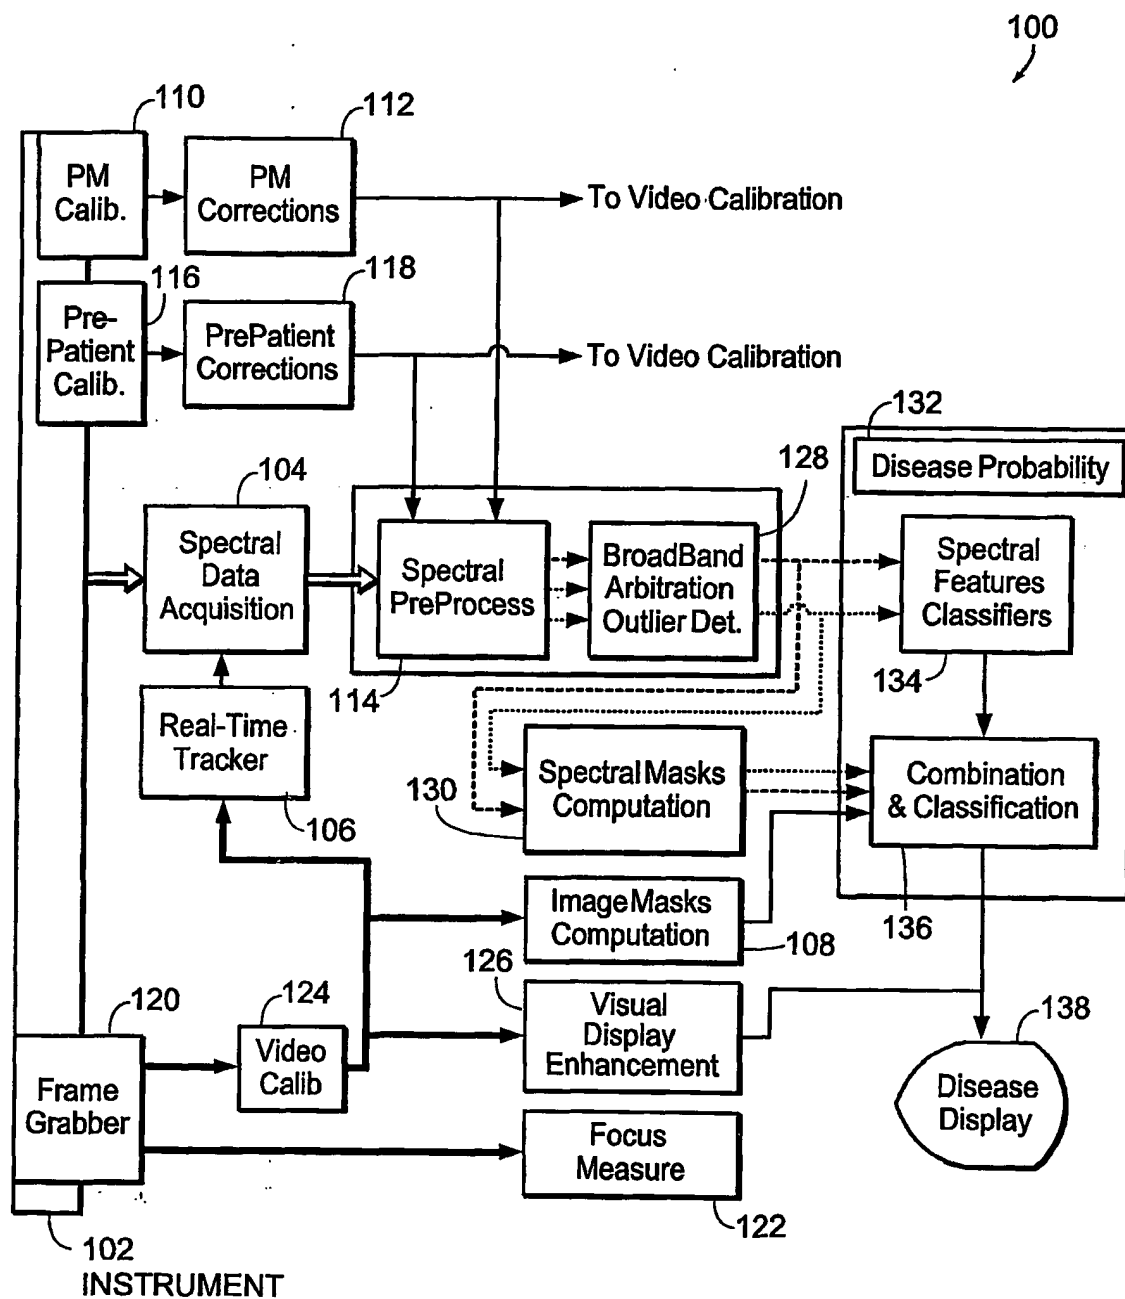 100
110
112
PM
Calib.
PM
Corrections
To Video Calibration
116
118
Pre-
Patient
Calib.
PrePatient
Corrections
To Video Calibration
132
Disease Probability
104
128
Spectral
Data
Acquisition
Spectral
PreProcess
BroadBand
Arbitration
Outlier Det.
Spectral
Features
Classifiers
114
134
Real-Time
Tracker
106
Spectral Masks
Computation
130
Combination
& Classification
136
Image Masks
Computation
108
126
120
124
Visual
Display
Enhancement
138
Frame
Grabber
Video
Calib
Disease
Display
Focus
Measure
122
102
INSTRUMENT